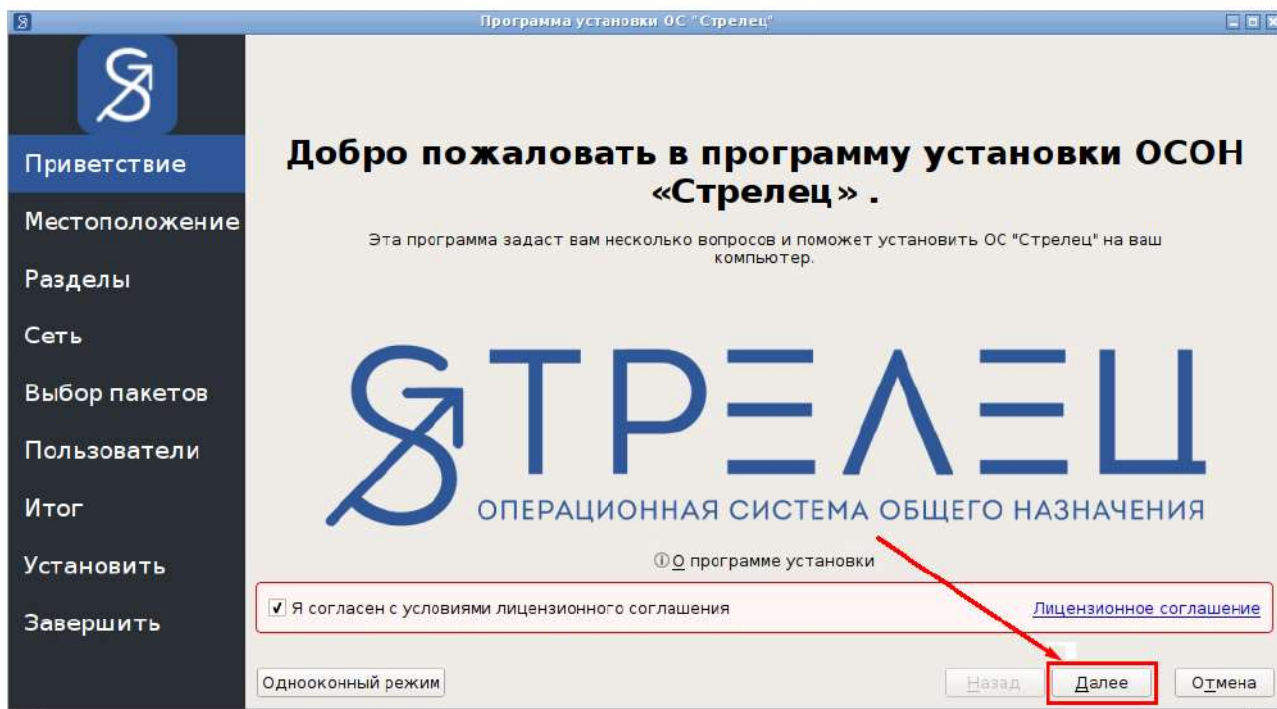 Программа установки ОС "Стрелец"
Приветствие
Местоположение
Разделы
Сеть
Выбор пакетов
Пользователи
Итог
Установить
Завершить
Добро пожаловать в программу установки ОСОН
«Стрелец» .
Эта программа задаст вам несколько вопросов и поможет установить ОС "Стрелец" на ваш
компьютер.
СТРЕЛЕЦ
ОПЕРАЦИОННАЯ СИСТЕМА ОБЩЕГО НАЗНАЧЕНИЯ
О программе установки
Я согласен с условиями лицензионного соглашения
Лицензионное соглашение
Однооконный режим
Назад
Далее
Отмена